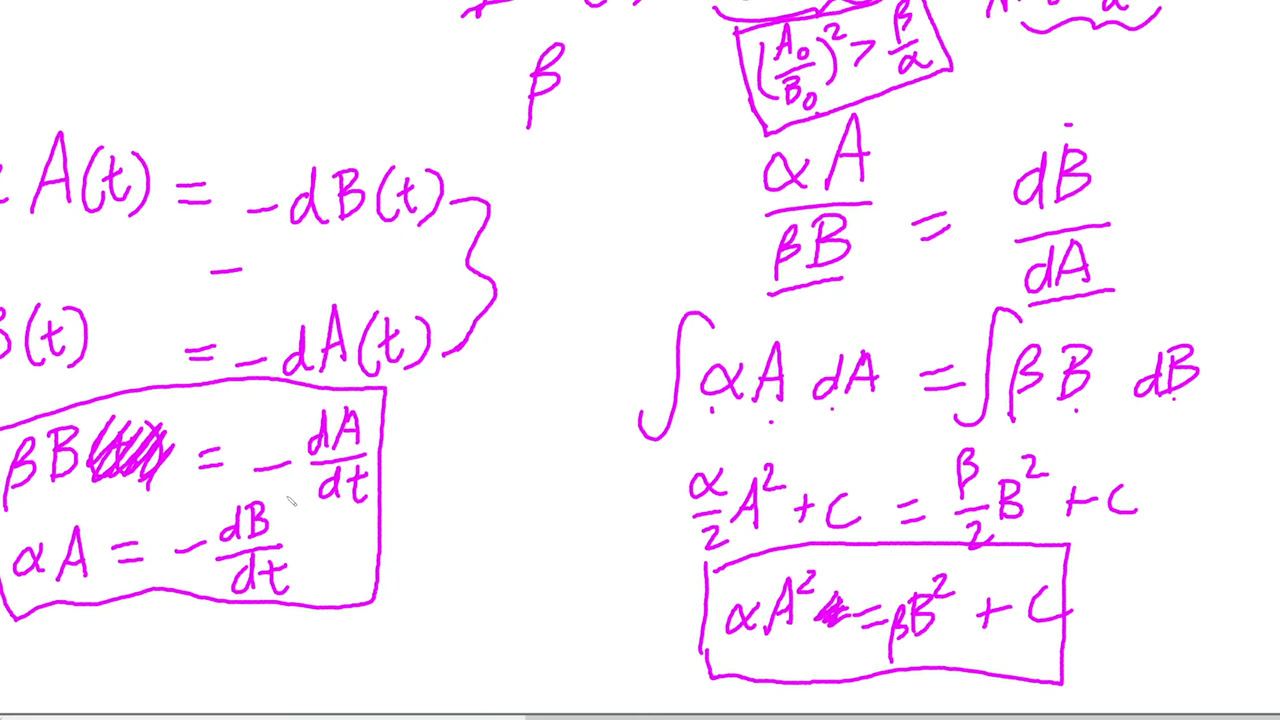 β
(A₀/B₀)² > β/α
A(t) = -dB(t)
-
B(t) = -dA(t)
βB = - dA/dt
αA = - dB/dt
αA/βB = dB/dA
∫ αA dA = ∫ βB dB
α/2 A² + C = β/2 B² + C
αA² = βB² + C